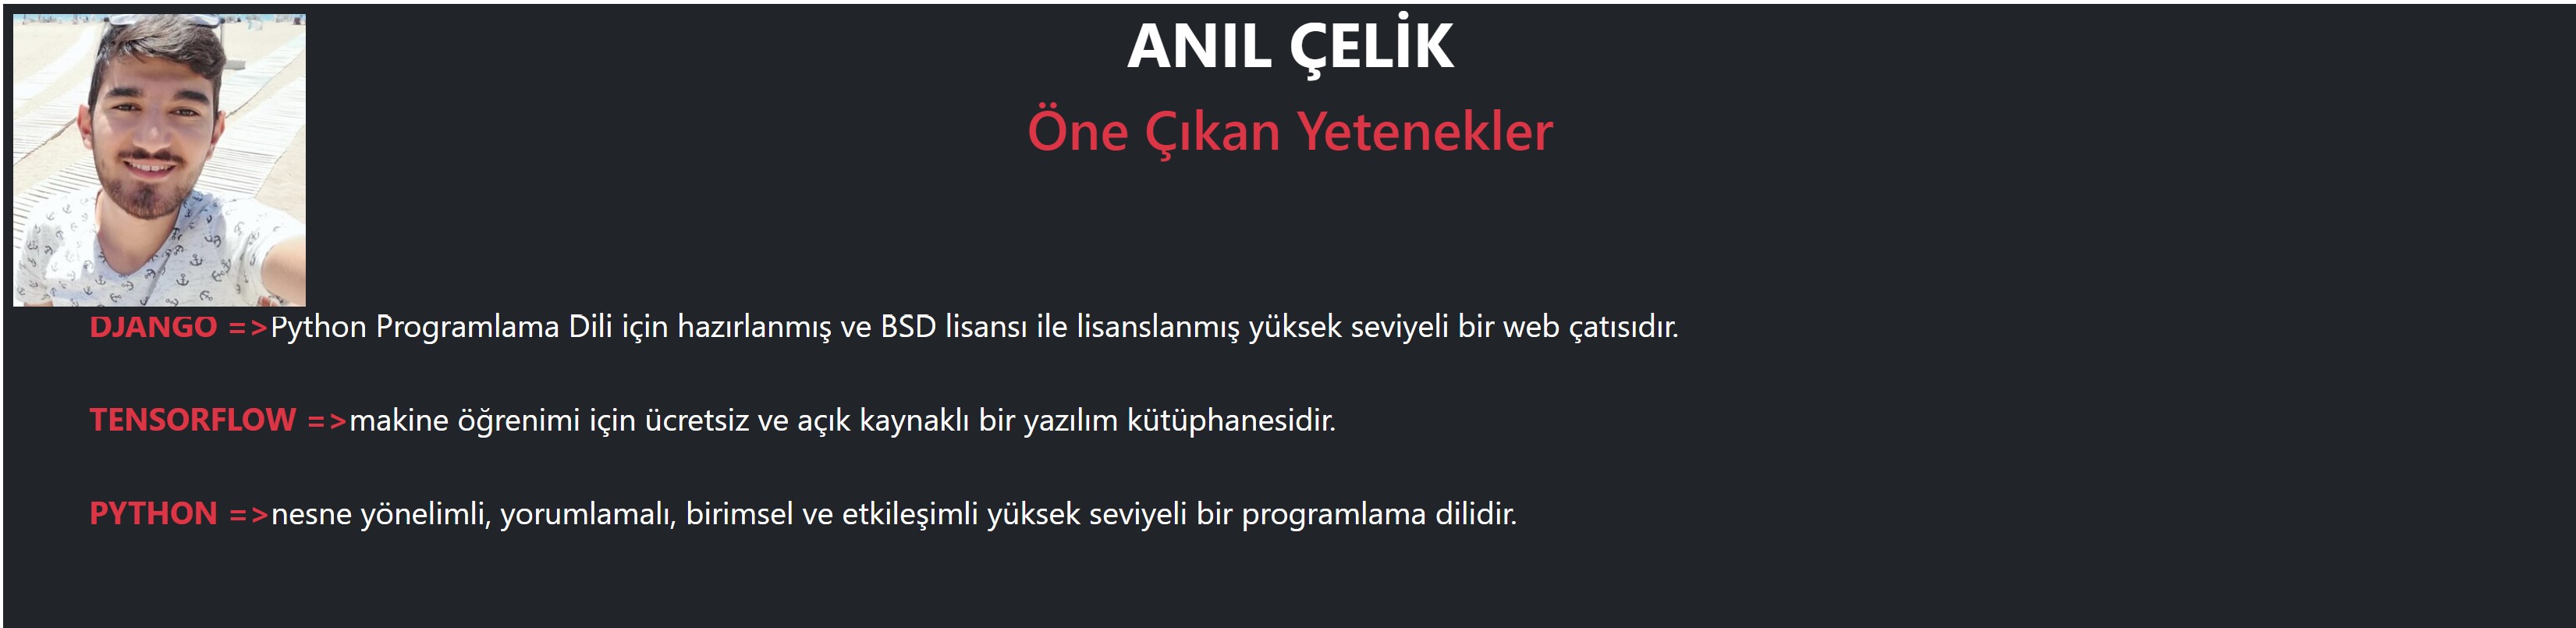 ANIL ÇELİK
Öne Çıkan Yetenekler
DJANGO =>Python Programlama Dili için hazırlanmış ve BSD lisansı ile lisanslanmış yüksek seviyeli bir web çatısıdır.
TENSORFLOW =>makine öğrenimi için ücretsiz ve açık kaynaklı bir yazılım kütüphanesidir.
PYTHON =>nesne yönelimli, yorumlamalı, birimsel ve etkileşimli yüksek seviyeli bir programlama dilidir.